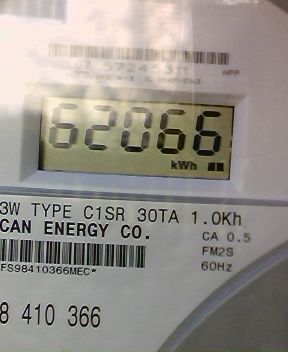 62066
kWh
3W TYPE C1SR 30TA 1.0Kh
CAN ENERGY CO.
CA 0.5
FM2S
60Hz
FS98410366MEC*
8 410 366